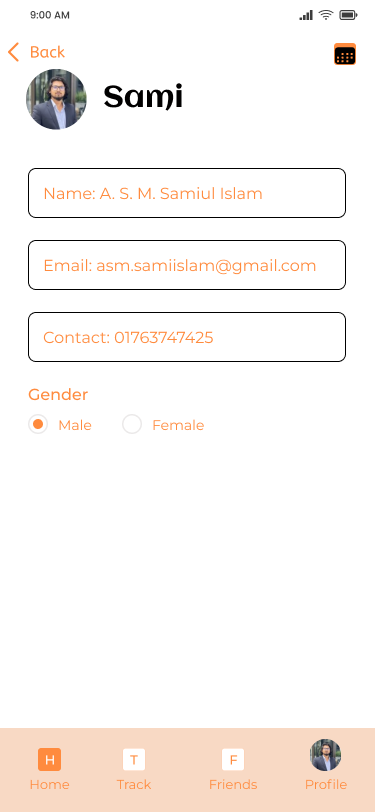 9:00 AM
Back
Sami
Name: A. S. M. Samiul Islam
Email: asm.samiislam@gmail.com
Contact: 01763747425
Gender
Male Female
H T F
Home Track Friends Profile